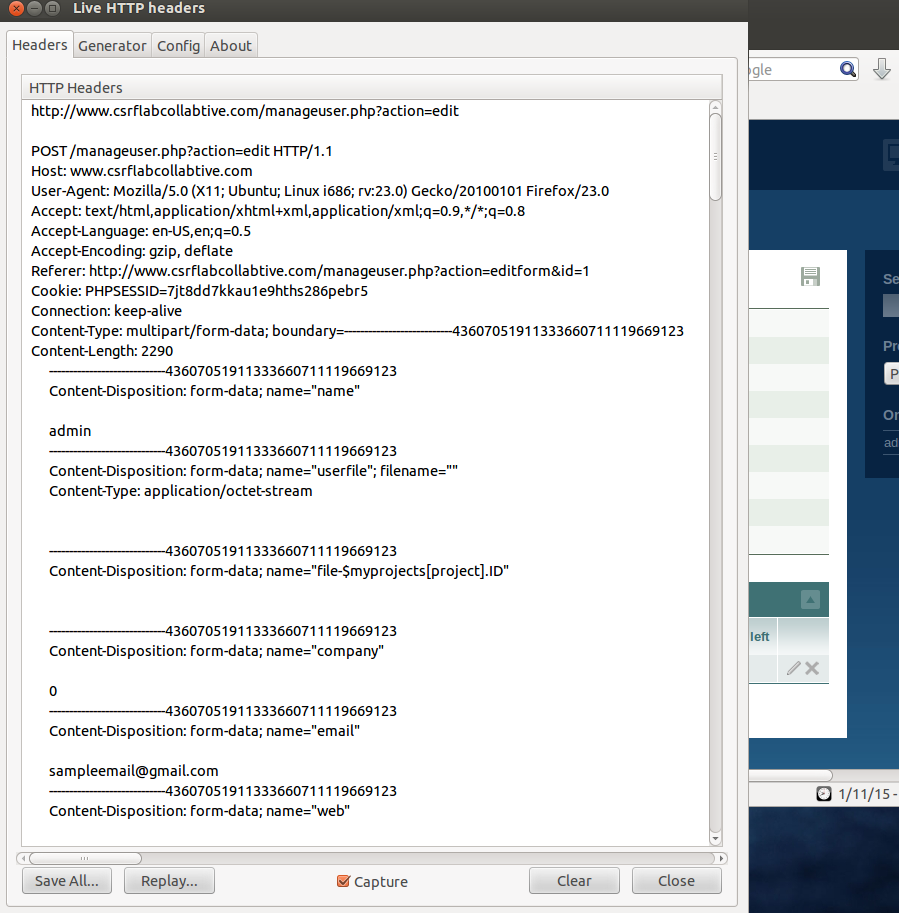 Live HTTP headers
Headers Generator Config About
HTTP Headers
http://www.csrflabcollabtive.com/manageuser.php?action=edit
POST /manageuser.php?action=edit HTTP/1.1
Host: www.csrflabcollabtive.com
User-Agent: Mozilla/5.0 (X11; Ubuntu; Linux i686; rv:23.0) Gecko/20100101 Firefox/23.0
Accept: text/html,application/xhtml+xml,application/xml;q=0.9,*/*;q=0.8
Accept-Language: en-US,en;q=0.5
Accept-Encoding: gzip, deflate
Referer: http://www.csrflabcollabtive.com/manageuser.php?action=editform&id=1
Cookie: PHPSESSID=7jt8dd7kkau1e9hths286pebr5
Connection: keep-alive
Content-Type: multipart/form-data; boundary=---------------------------43607051911333660711119669123
Content-Length: 2290
-----------------------------43607051911333660711119669123
Content-Disposition: form-data; name="name"
admin
-----------------------------43607051911333660711119669123
Content-Disposition: form-data; name="userfile"; filename=""
Content-Type: application/octet-stream
-----------------------------43607051911333660711119669123
Content-Disposition: form-data; name="file-$myprojects[project].ID"
-----------------------------43607051911333660711119669123
Content-Disposition: form-data; name="company"
0
-----------------------------43607051911333660711119669123
Content-Disposition: form-data; name="email"
sampleemail@gmail.com
-----------------------------43607051911333660711119669123
Content-Disposition: form-data; name="web"
Save All... Replay... Capture Clear Close
ogle
Se
Pr
P
On
ad
left
1/11/15 -